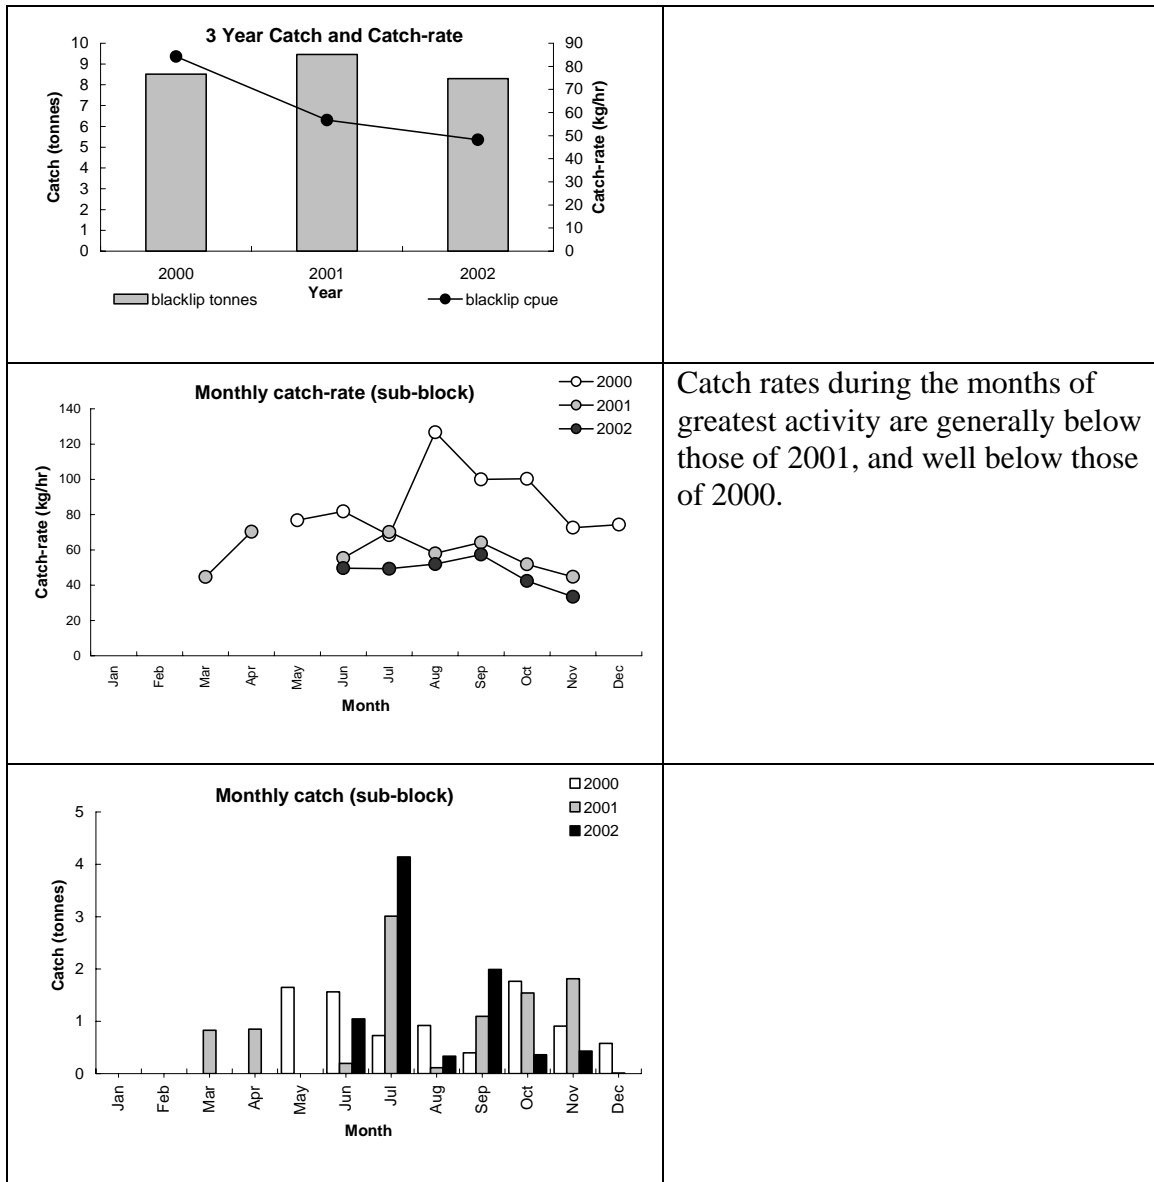 3 Year Catch and Catch-rate
10
9
8
7
6
5
4
3
2
1
0
Catch (tonnes)
90
80
70
60
50
40
30
20
10
0
Catch-rate (kg/hr)
2000 2001 2002
Year
blacklip tonnes blacklip cpue
Monthly catch-rate (sub-block)
2000
2001
2002
140
120
100
80
60
40
20
0
Catch-rate (kg/hr)
Jan Feb Mar Apr May Jun Jul Aug Sep Oct Nov Dec
Month
Catch rates during the months of
greatest activity are generally below
those of 2001, and well below those
of 2000.
Monthly catch (sub-block)
2000
2001
2002
5
4
3
2
1
0
Catch (tonnes)
Jan Feb Mar Apr May Jun Jul Aug Sep Oct Nov Dec
Month